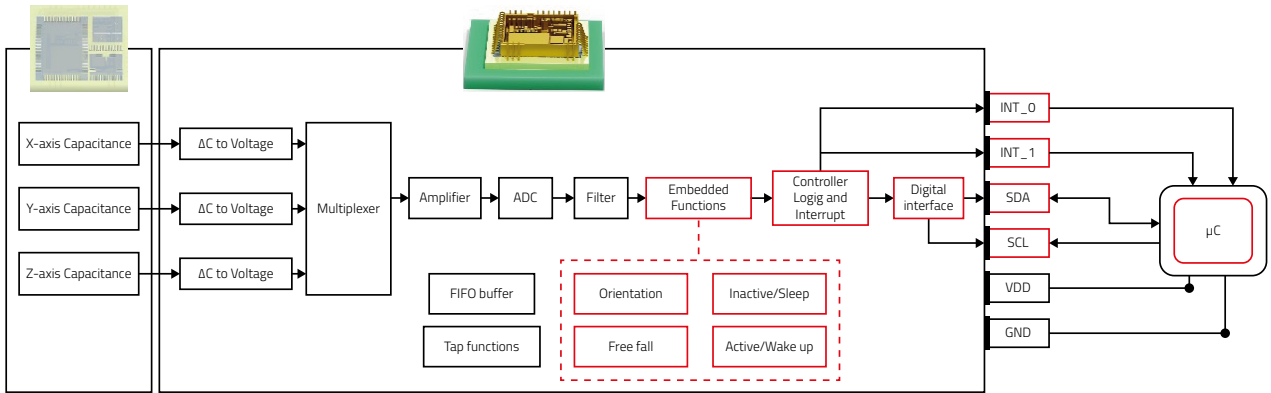 X-axis Capacitance
Y-axis Capacitance
Z-axis Capacitance
ΔC to Voltage
ΔC to Voltage
ΔC to Voltage
Multiplexer
Amplifier
ADC
Filter
Embedded
Functions
Controller
Logig and
Interrupt
Digital
interface
FIFO buffer
Tap functions
Orientation
Inactive/Sleep
Free fall
Active/Wake up
INT_0
INT_1
SDA
SCL
VDD
GND
µC